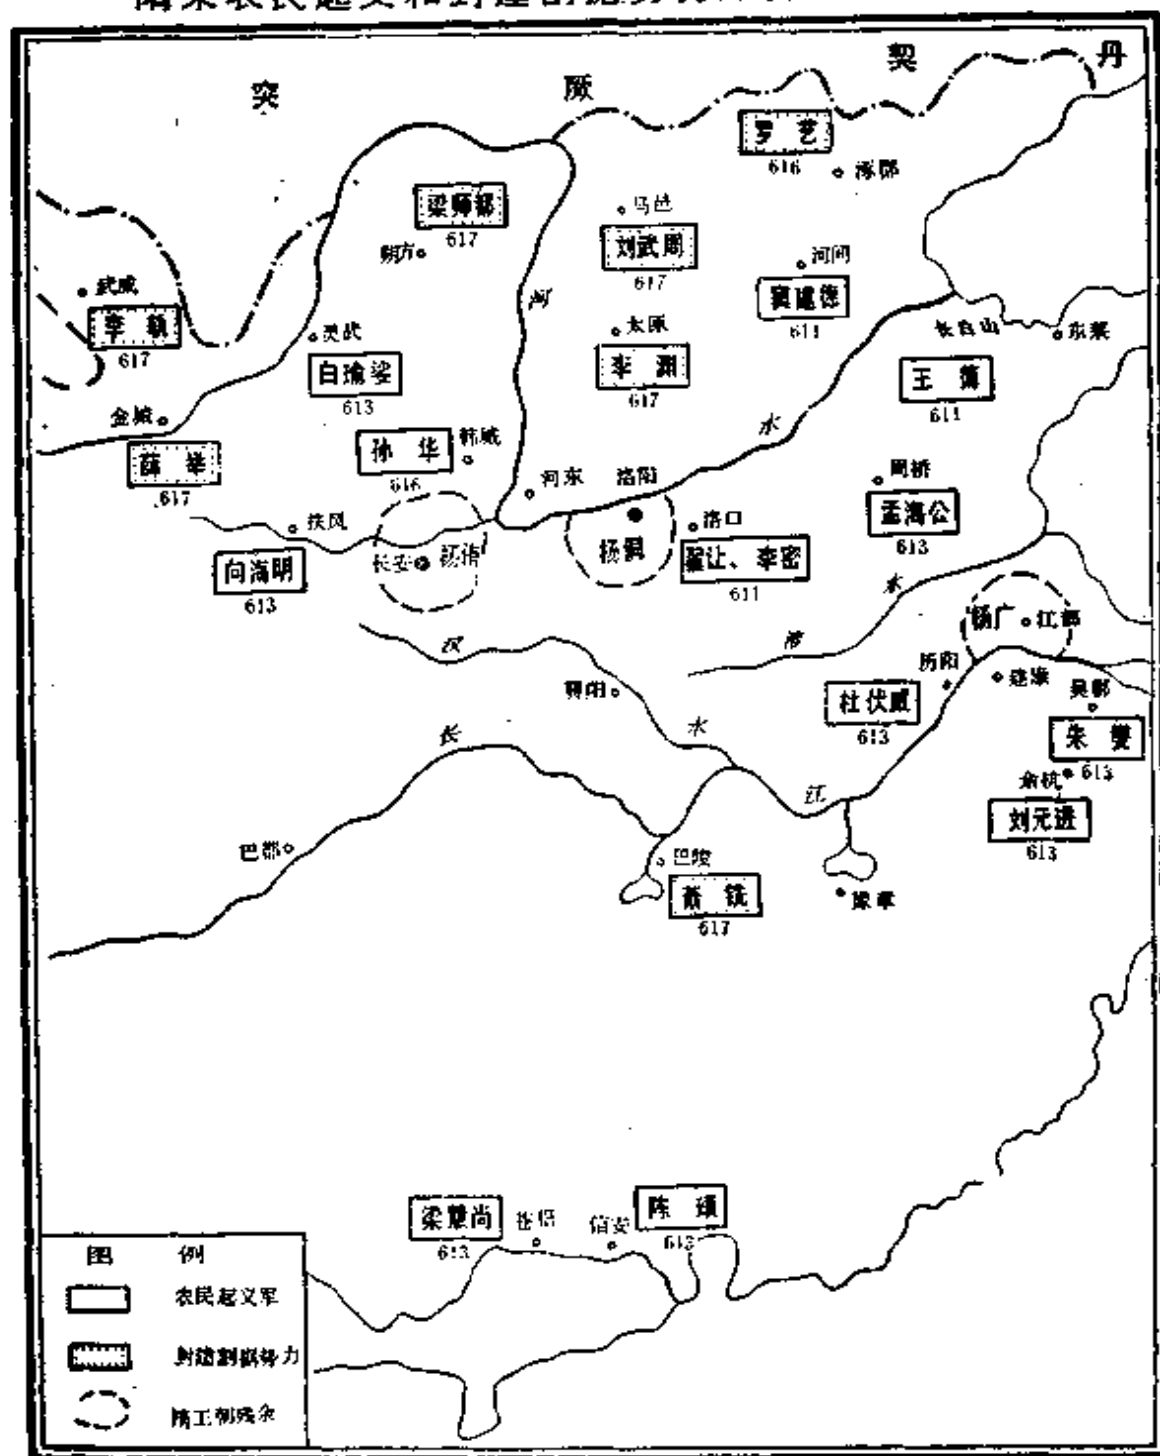 隋末农民起义和封建割据势力
突 厥 契 丹
罗 艺
616
涿郡
梁师都
617
朔方
马邑
刘武周
617
河间
窦建德
611
武威
李 轨
617
灵武
白瑜娑
613
河
太原
李 渊
617
长白山
东莱
王 薄
611
金城
薛 举
617
孙 华
616
韩城
水
河东
洛阳
周桥
孟海公
613
扶风
向海明
613
长安
杨侑
杨侗
洛口
翟让、李密
611
淮
水
杨广
江都
汉
水
襄阳
历阳
杜伏威
613
建康
吴郡
朱 燮
613
余杭
刘元进
613
长
江
巴郡
巴陵
萧 铣
617
豫章
梁慧尚
613
苍梧
信安
陈 瑱
613
图 例
农民起义军
封建割据势力
隋王朝残余